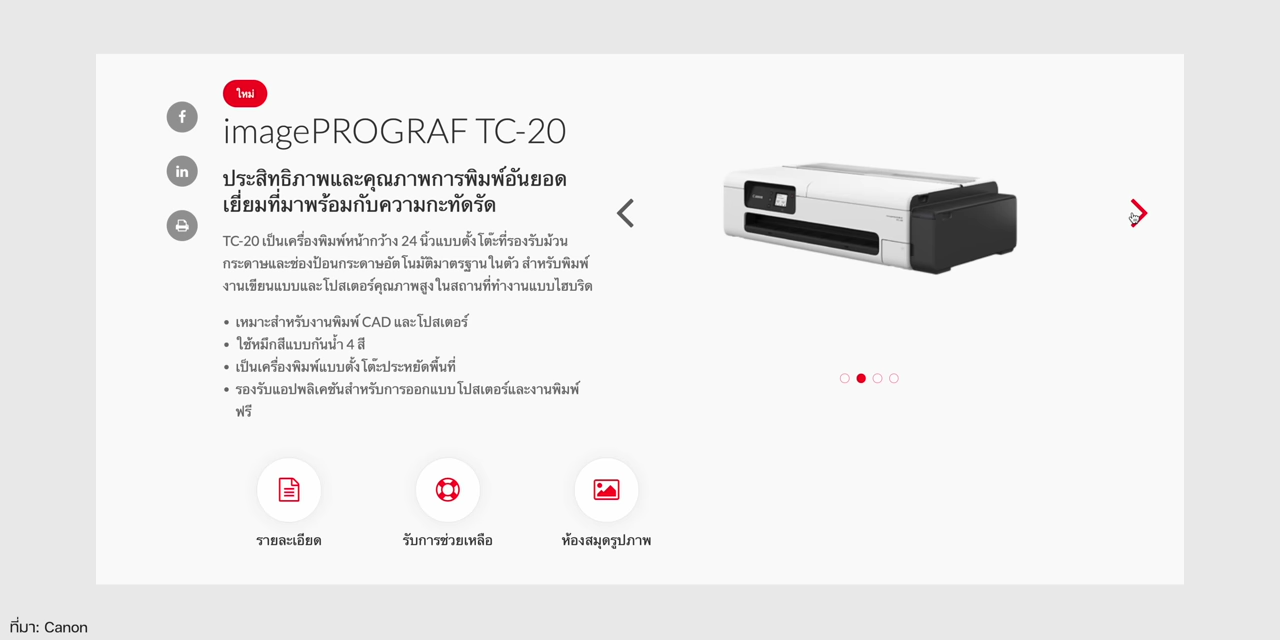 ใหม่
imagePROGRAF TC-20
ประสิทธิภาพและคุณภาพการพิมพ์อันยอด
เยี่ยมที่มาพร้อมกับความกะทัดรัด
TC-20 เป็นเครื่องพิมพ์หน้ากว้าง 24 นิ้วแบบตั้งโต๊ะที่รองรับม้วน
กระดาษและช่องป้อนกระดาษอัตโนมัติมาตรฐานในตัว สำหรับพิมพ์
งานเขียนแบบและโปสเตอร์คุณภาพสูงในสถานที่ทำงานแบบไฮบริด
• เหมาะสำหรับงานพิมพ์ CAD และโปสเตอร์
• ใช้หมึกสีแบบกันน้ำ 4 สี
• เป็นเครื่องพิมพ์แบบตั้งโต๊ะประหยัดพื้นที่
• รองรับแอปพลิเคชันสำหรับการออกแบบโปสเตอร์และงานพิมพ์
ฟรี
รายละเอียด
รับการช่วยเหลือ
ห้องสมุดรูปภาพ
ที่มา: Canon